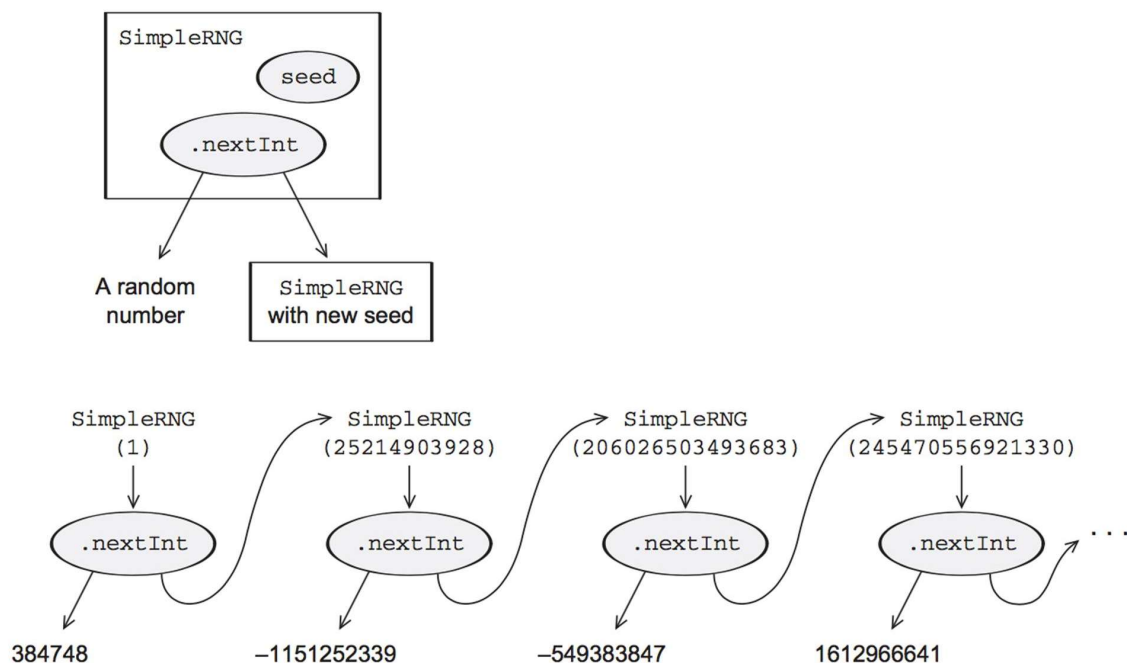 SimpleRNG
seed
.nextInt
A random
number
SimpleRNG
with new seed
SimpleRNG
(1)
SimpleRNG
(25214903928)
SimpleRNG
(206026503493683)
SimpleRNG
(245470556921330)
.nextInt
.nextInt
.nextInt
.nextInt
...
384748
–1151252339
–549383847
1612966641